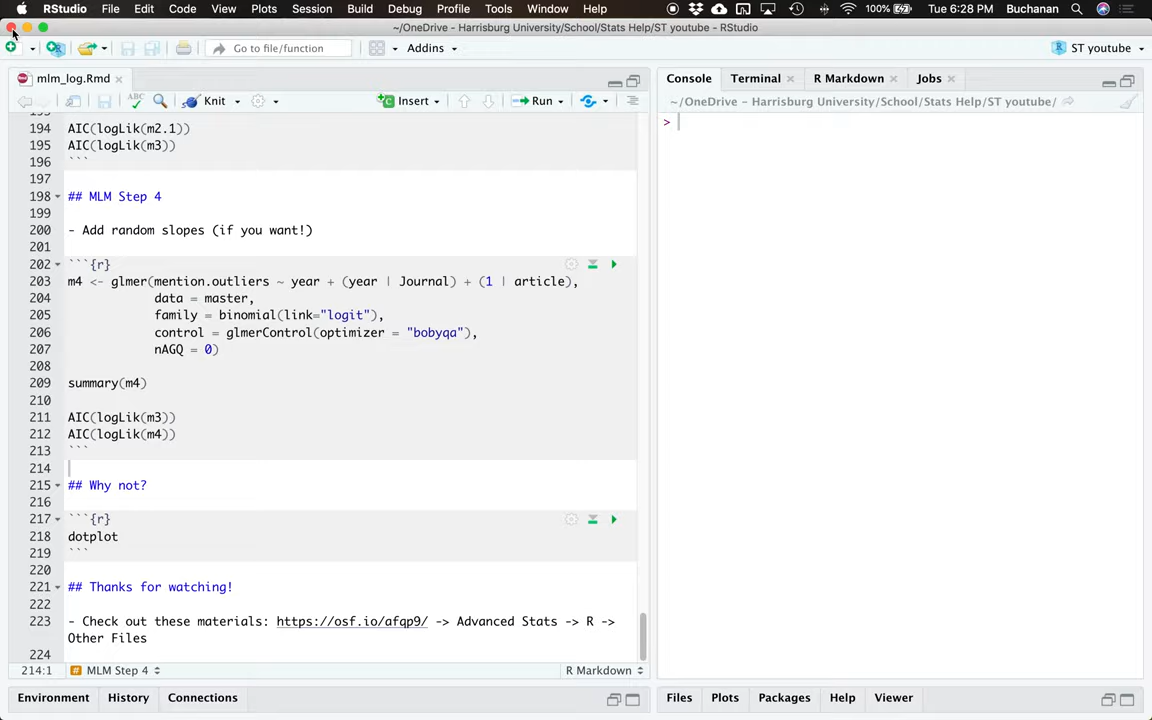 RStudio File Edit Code View Plots Session Build Debug Profile Tools Window Help 100% Tue 6:28 PM Buchanan
~/OneDrive - Harrisburg University/School/Stats Help/ST youtube - RStudio
Go to file/function Addins ST youtube
mlm_log.Rmd
Knit Insert Run
194 AIC(logLik(m2.1))
195 AIC(logLik(m3))
196 ```
197
198 ## MLM Step 4
199
200 - Add random slopes (if you want!)
201
202 ```{r}
203 m4 <- glmer(mention.outliers ~ year + (year | Journal) + (1 | article),
204 data = master,
205 family = binomial(link="logit"),
206 control = glmerControl(optimizer = "bobyqa"),
207 nAGQ = 0)
208
209 summary(m4)
210
211 AIC(logLik(m3))
212 AIC(logLik(m4))
213 ```
214
215 ## Why not?
216
217 ```{r}
218 dotplot
219 ```
220
221 ## Thanks for watching!
222
223 - Check out these materials: https://osf.io/afqp9/ -> Advanced Stats -> R ->
Other Files
224
214:1 # MLM Step 4 R Markdown
Environment History Connections
Console Terminal R Markdown Jobs
~/OneDrive - Harrisburg University/School/Stats Help/ST youtube/
>
Files Plots Packages Help Viewer